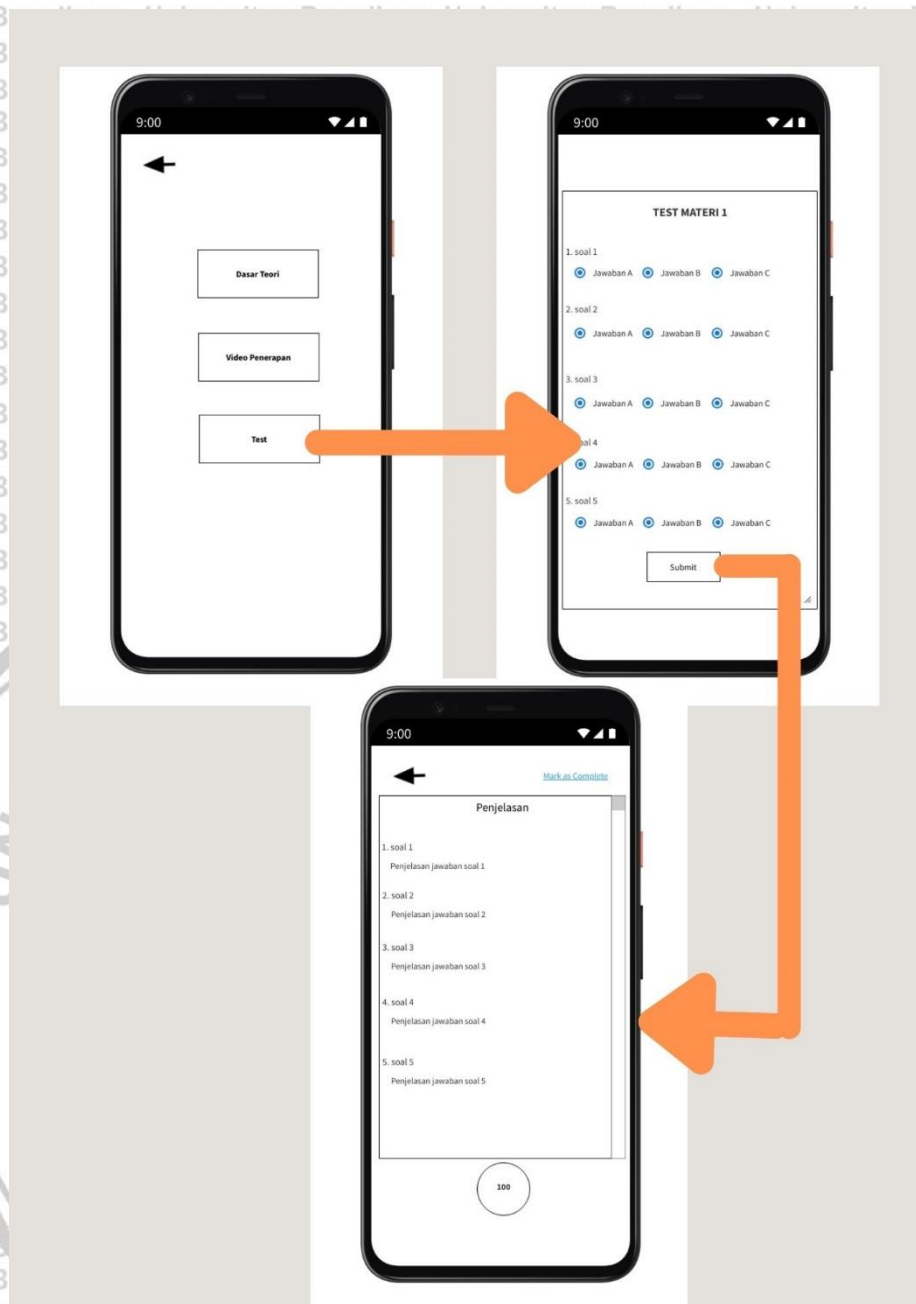 9:00
Dasar Teori
Video Penerapan
Test
9:00
TEST MATERI 1
1. soal 1
Jawaban A Jawaban B Jawaban C
2. soal 2
Jawaban A Jawaban B Jawaban C
3. soal 3
Jawaban A Jawaban B Jawaban C
oal 4
Jawaban A Jawaban B Jawaban C
5. soal 5
Jawaban A Jawaban B Jawaban C
Submit
9:00
Mark as Complete
Penjelasan
1. soal 1
Penjelasan jawaban soal 1
2. soal 2
Penjelasan jawaban soal 2
3. soal 3
Penjelasan jawaban soal 3
4. soal 4
Penjelasan jawaban soal 4
5. soal 5
Penjelasan jawaban soal 5
100